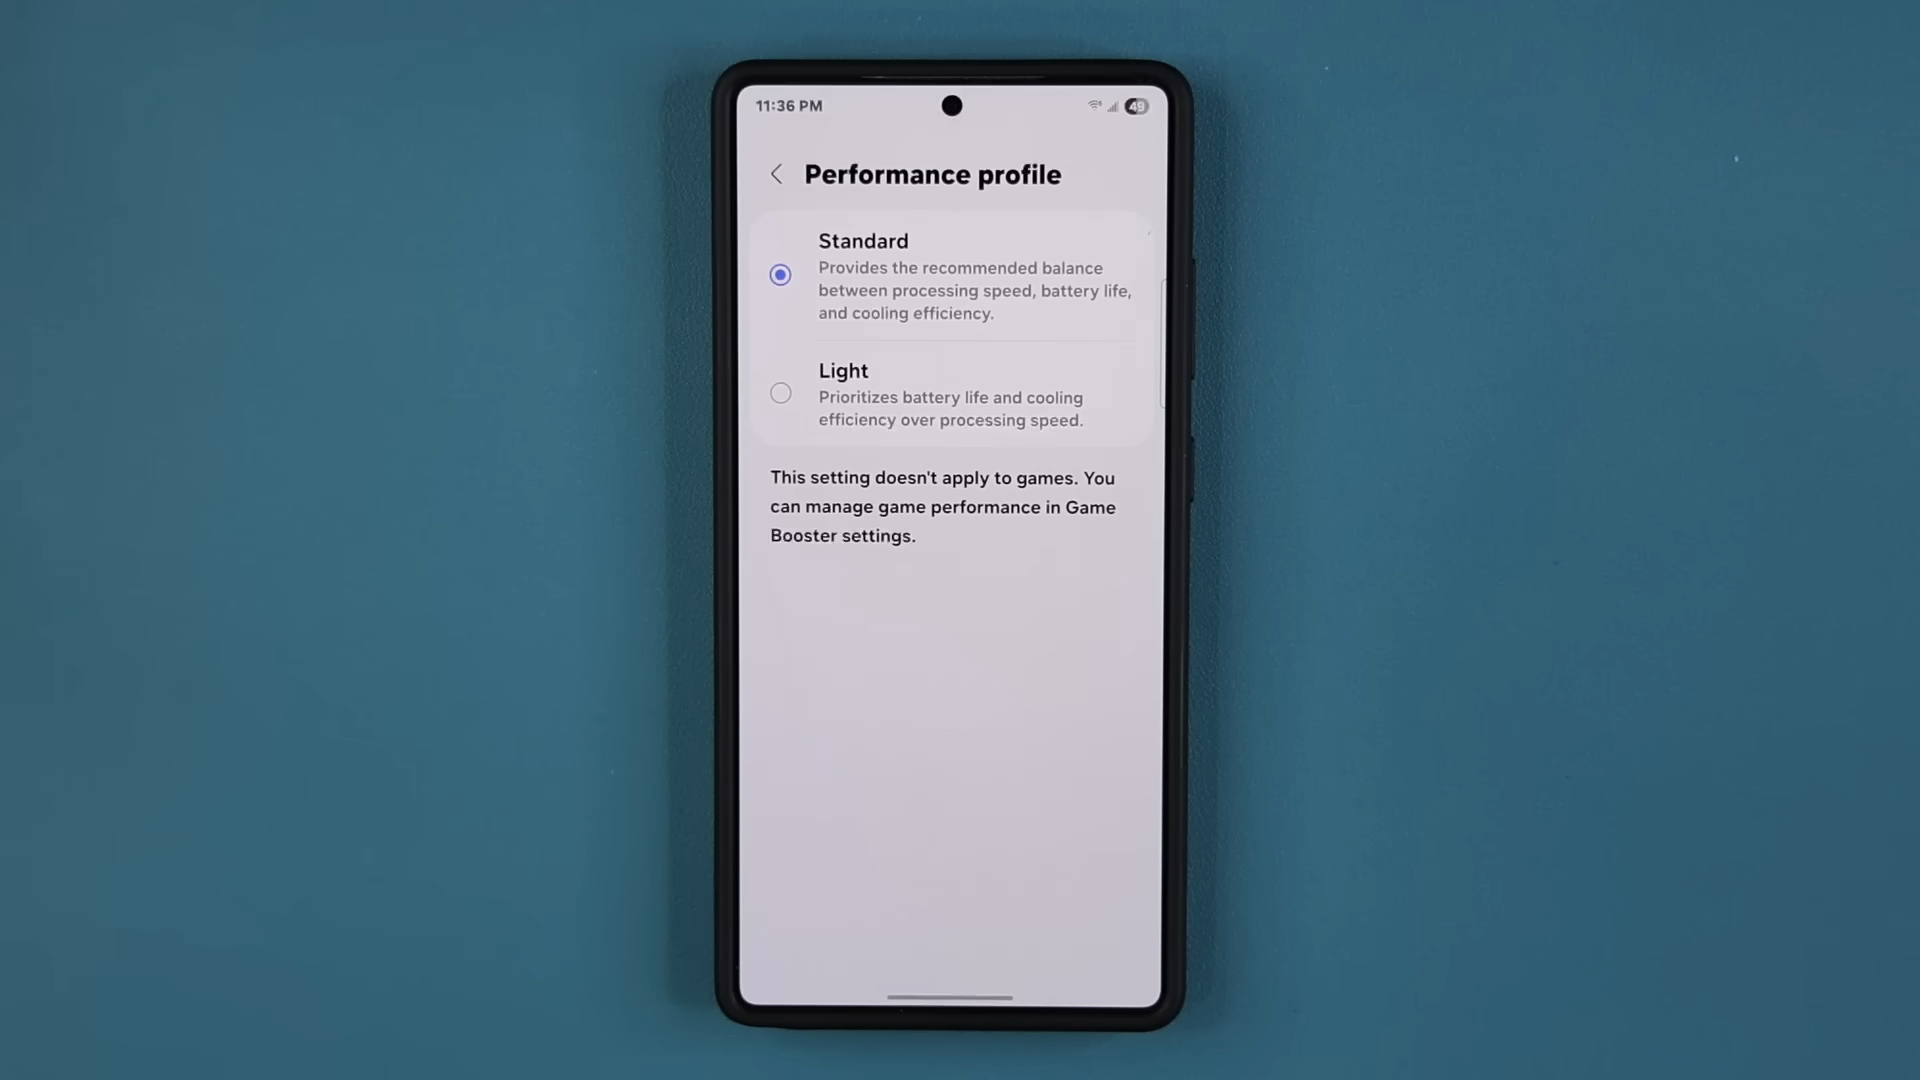 11:36 PM
49
Performance profile
Standard
Provides the recommended balance
between processing speed, battery life,
and cooling efficiency.
Light
Prioritizes battery life and cooling
efficiency over processing speed.
This setting doesn't apply to games. You
can manage game performance in Game
Booster settings.